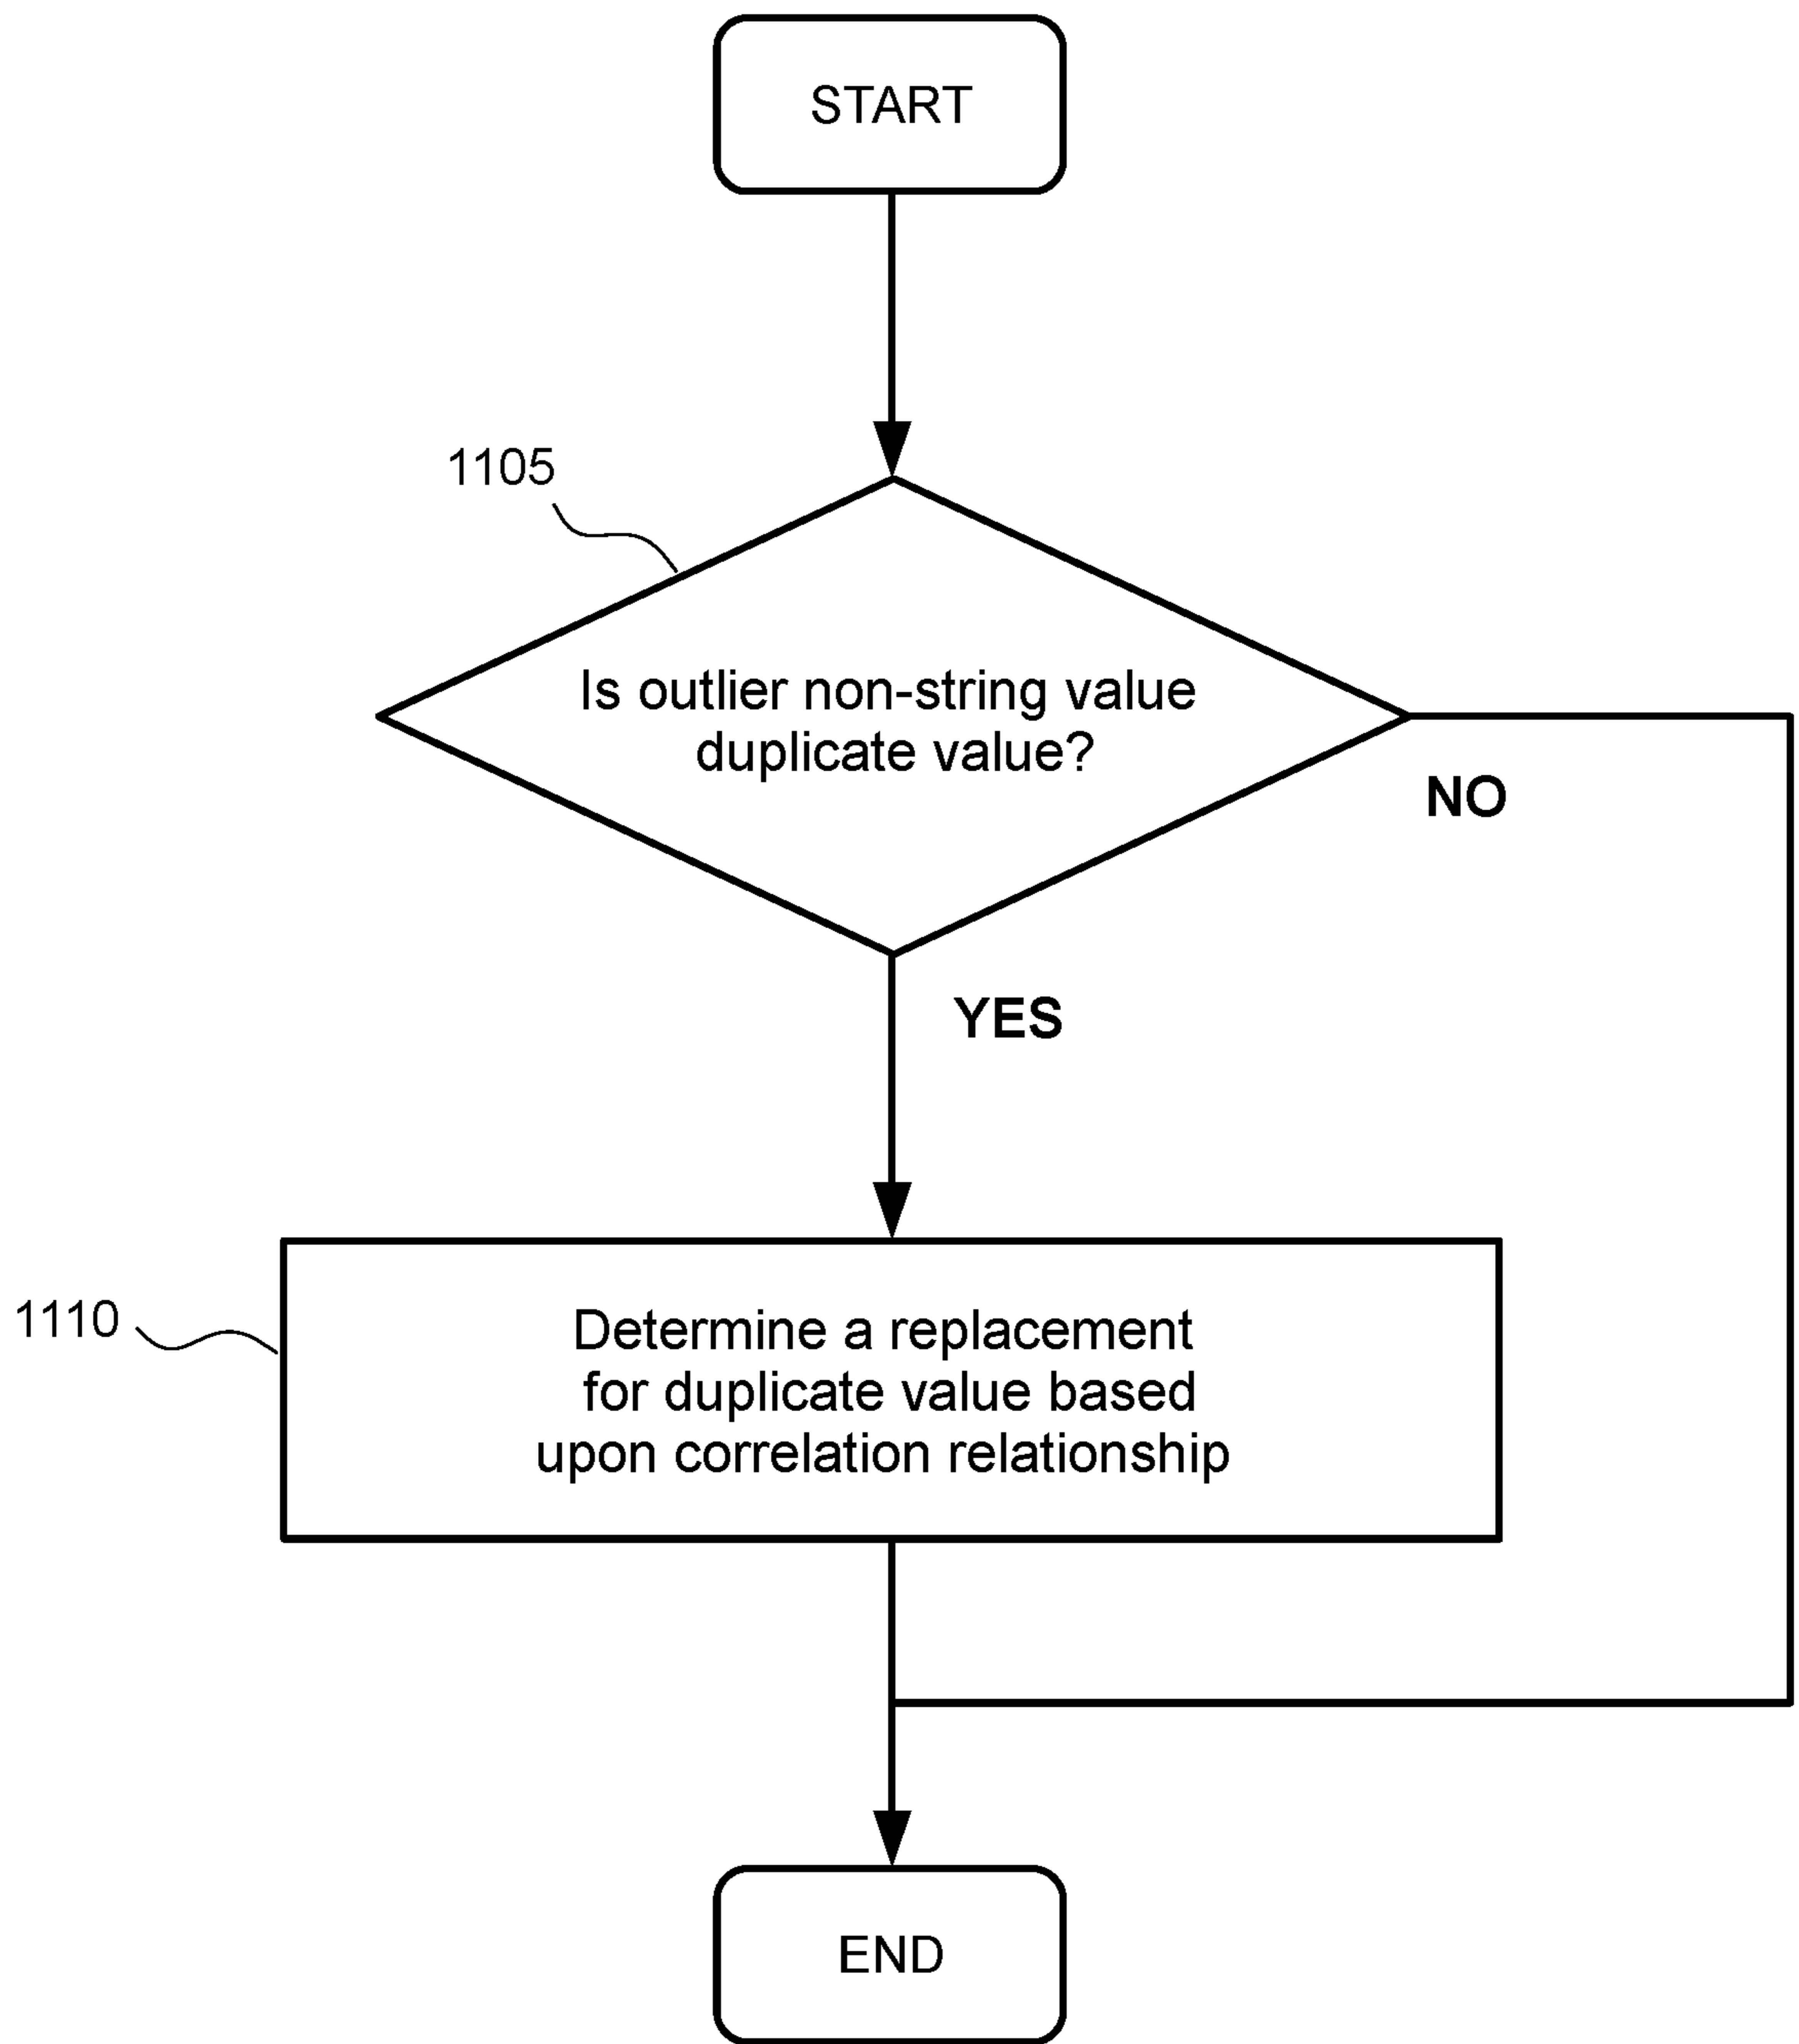 START
1105
Is outlier non-string value
duplicate value?
NO
YES
1110
Determine a replacement
for duplicate value based
upon correlation relationship
END